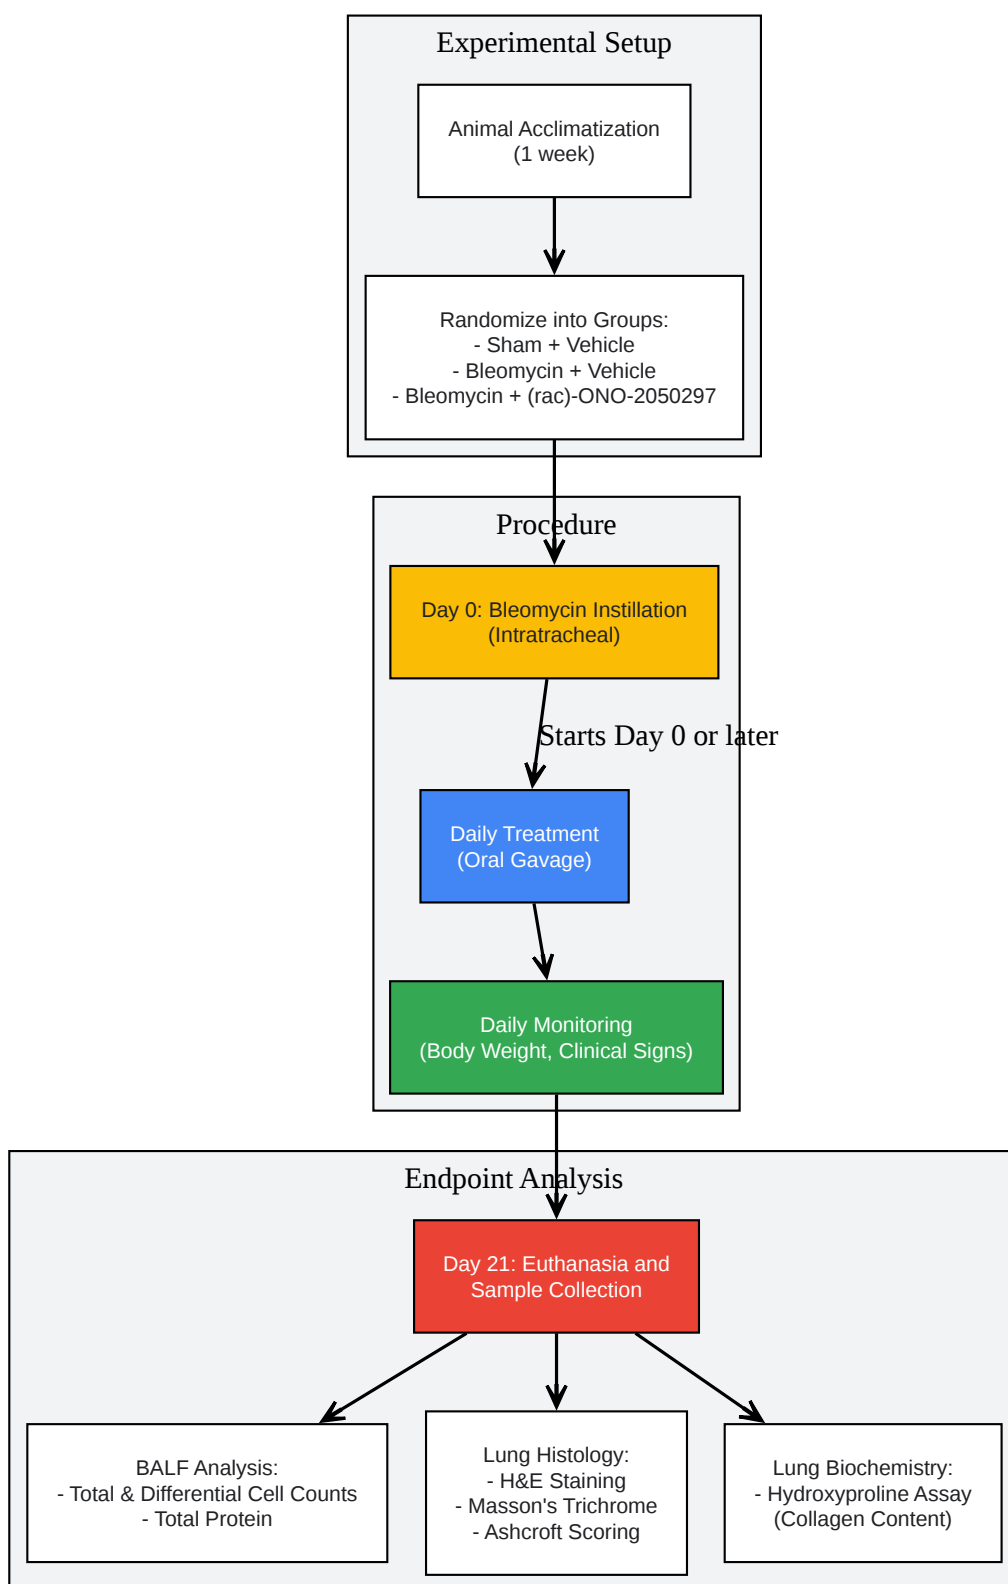 Experimental Setup
Animal Acclimatization
(1 week)
Randomize into Groups:
- Sham + Vehicle
- Bleomycin + Vehicle
- Bleomycin + (rac)-ONO-2050297
Procedure
Day 0: Bleomycin Instillation
(Intratracheal)
Starts Day 0 or later
Daily Treatment
(Oral Gavage)
Daily Monitoring
(Body Weight, Clinical Signs)
Endpoint Analysis
Day 21: Euthanasia and
Sample Collection
BALF Analysis:
- Total & Differential Cell Counts
- Total Protein
Lung Histology:
- H&E Staining
- Masson's Trichrome
- Ashcroft Scoring
Lung Biochemistry:
- Hydroxyproline Assay
(Collagen Content)